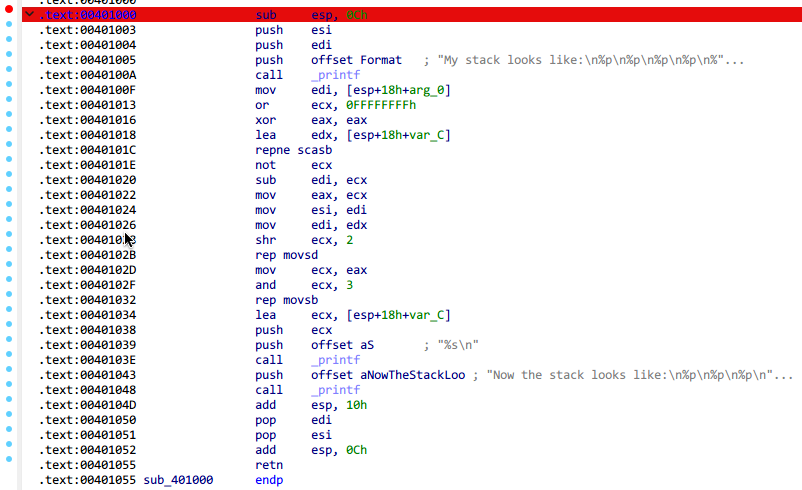 .text:00401000 sub esp, 0Ch
.text:00401003 push esi
.text:00401004 push edi
.text:00401005 push offset Format ; "My stack looks like:\n%p\n%p\n%p\n%p\n%"...
.text:0040100A call _printf
.text:0040100F mov edi, [esp+18h+arg_0]
.text:00401013 or ecx, 0FFFFFFFFh
.text:00401016 xor eax, eax
.text:00401018 lea edx, [esp+18h+var_C]
.text:0040101C repne scasb
.text:0040101E not ecx
.text:00401020 sub edi, ecx
.text:00401022 mov eax, ecx
.text:00401024 mov esi, edi
.text:00401026 mov edi, edx
shr ecx, 2
.text:0040102B rep movsd
.text:0040102D mov ecx, eax
.text:0040102F and ecx, 3
.text:00401032 rep movsb
.text:00401034 lea ecx, [esp+18h+var_C]
.text:00401038 push ecx
.text:00401039 push offset aS ; "%s\n"
.text:0040103E call _printf
.text:00401043 push offset aNowTheStackLoo ; "Now the stack looks like:\n%p\n%p\n%p\n"...
.text:00401048 call _printf
.text:0040104D add esp, 10h
.text:00401050 pop edi
.text:00401051 pop esi
.text:00401052 add esp, 0Ch
.text:00401055 retn
.text:00401055 sub_401000 endp